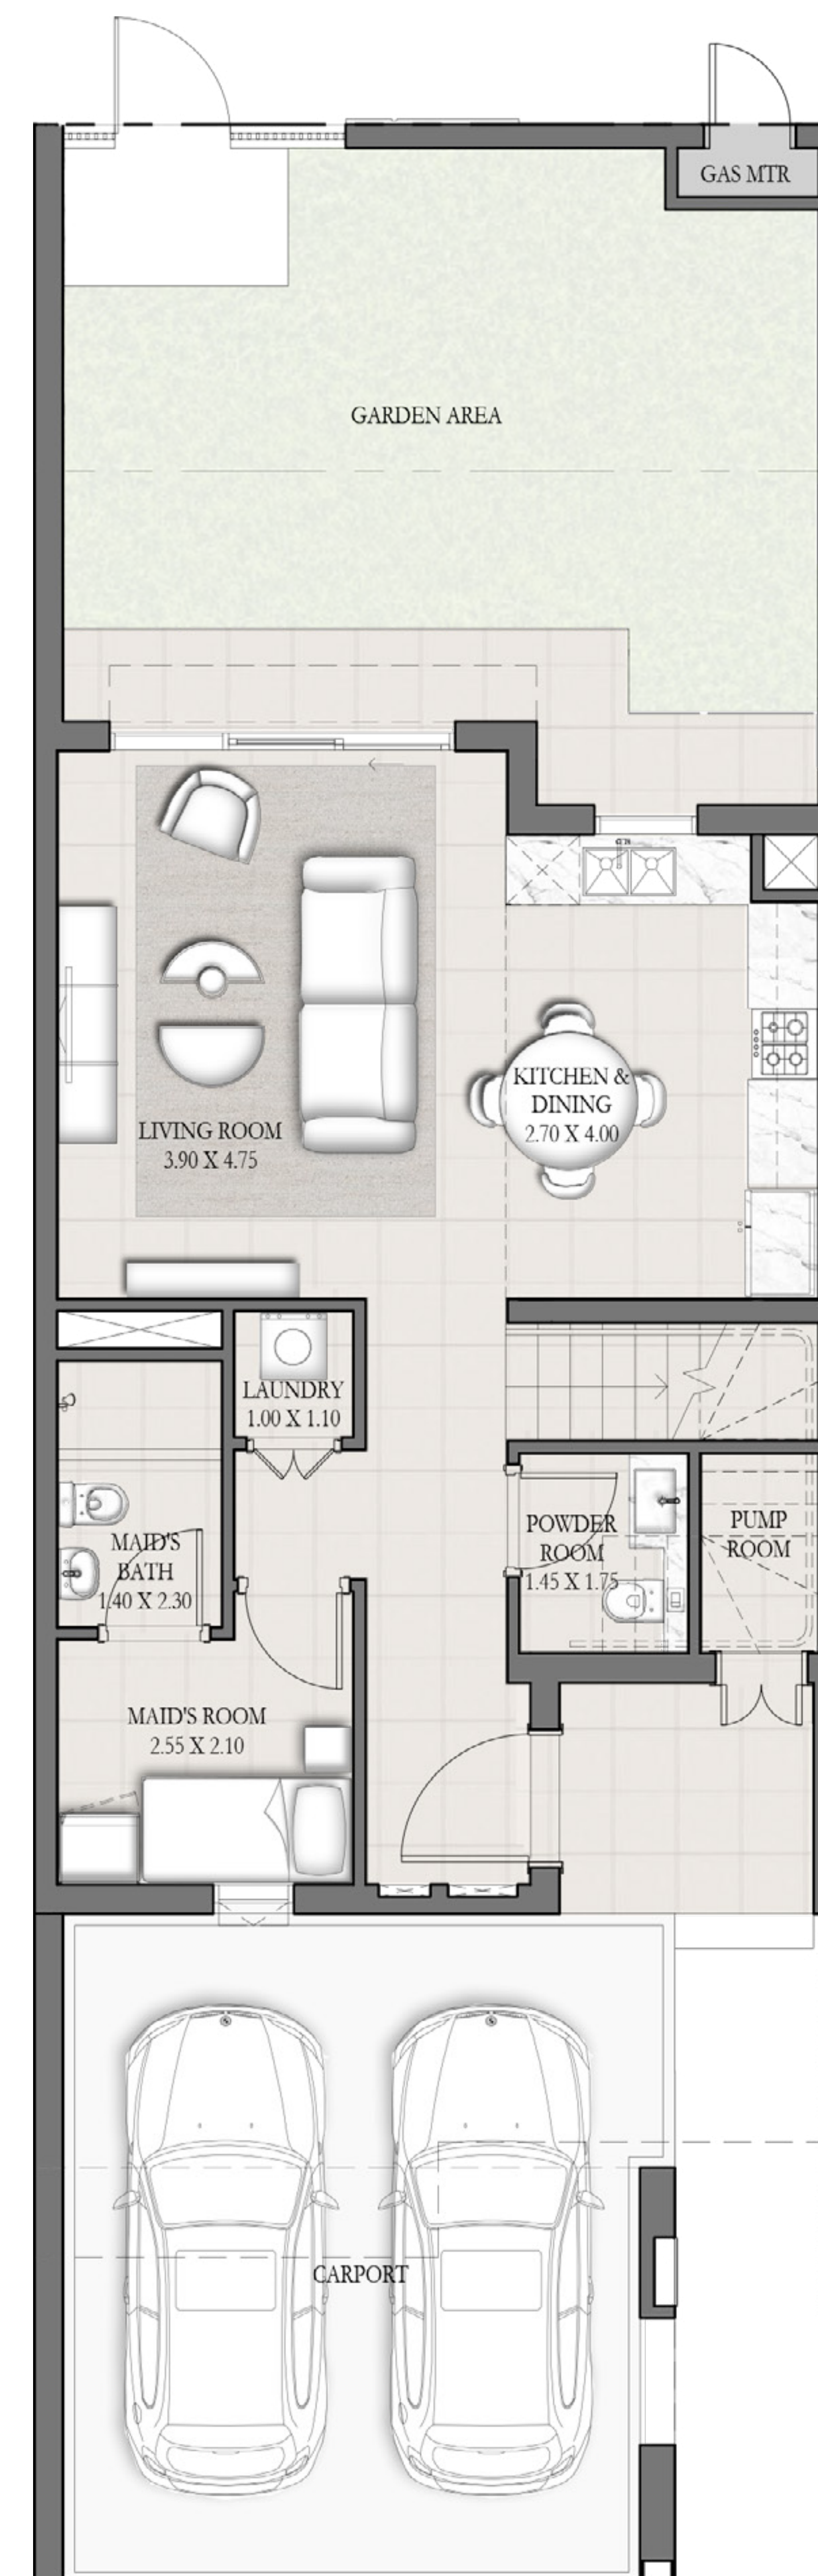 GAS MTR
GARDEN AREA
KITCHEN &
DINING
2.70 X 4.00
LIVING ROOM
3.90 X 4.75
LAUNDRY
1.00 X 1.10
POWDER
ROOM
1.45 X 1.75
PUMP
ROOM
MAID'S
BATH
1.40 X 2.30
MAID'S ROOM
2.55 X 2.10
CARPORT